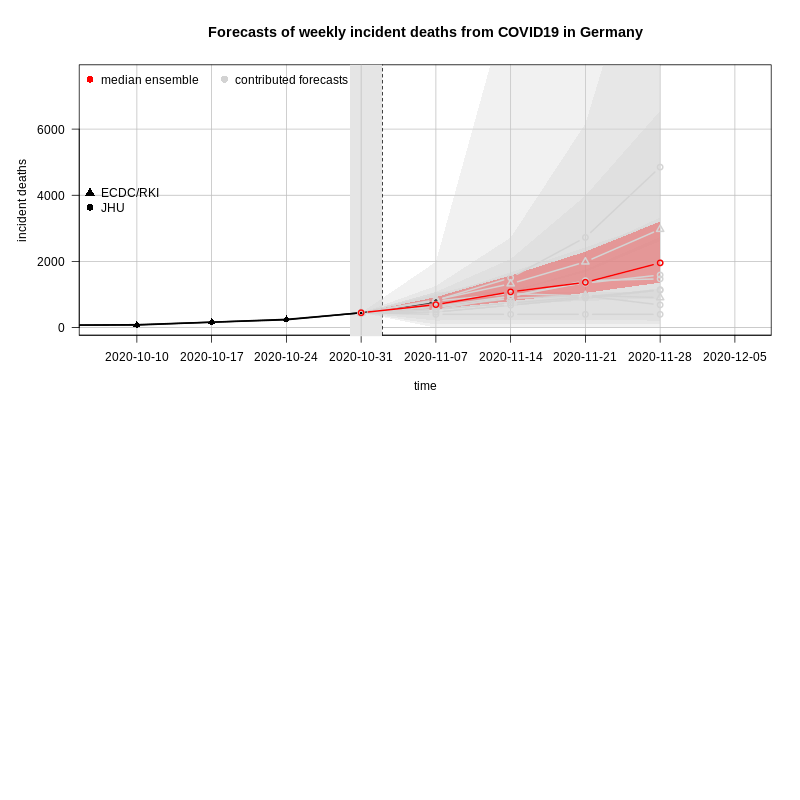 Forecasts of weekly incident deaths from COVID19 in Germany
median ensemble
contributed forecasts
6000
4000
2000
0
incident deaths
ECDC/RKI
JHU
2020-10-10
2020-10-17
2020-10-24
2020-10-31
2020-11-07
2020-11-14
2020-11-21
2020-11-28
2020-12-05
time